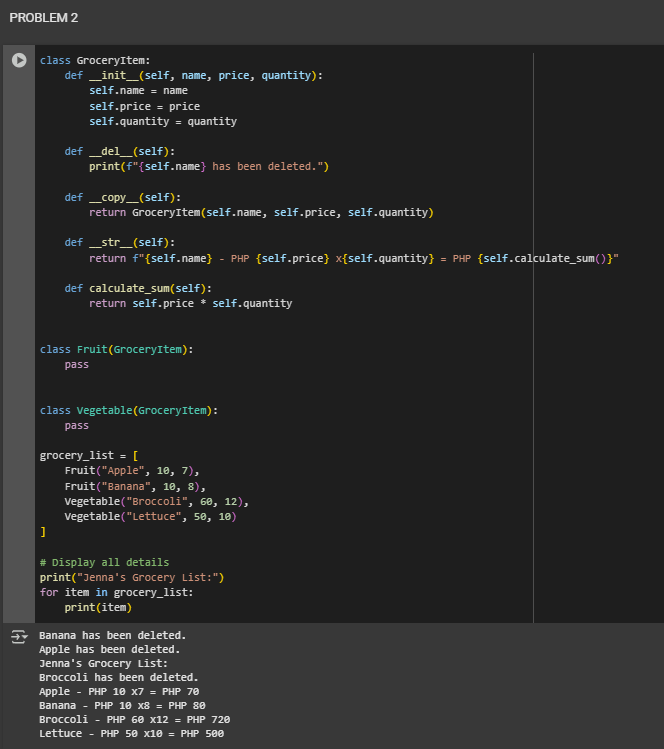 PROBLEM 2
class GroceryItem:
    def __init__(self, name, price, quantity):
        self.name = name
        self.price = price
        self.quantity = quantity

    def __del__(self):
        print(f"{self.name} has been deleted.")

    def __copy__(self):
        return GroceryItem(self.name, self.price, self.quantity)

    def __str__(self):
        return f"{self.name} - PHP {self.price} x{self.quantity} = PHP {self.calculate_sum()}"

    def calculate_sum(self):
        return self.price * self.quantity


class Fruit(GroceryItem):
    pass


class Vegetable(GroceryItem):
    pass

grocery_list = [
    Fruit("Apple", 10, 7),
    Fruit("Banana", 10, 8),
    Vegetable("Broccoli", 60, 12),
    Vegetable("Lettuce", 50, 10)
]

# Display all details
print("Jenna's Grocery List:")
for item in grocery_list:
    print(item)
Banana has been deleted.
Apple has been deleted.
Jenna's Grocery List:
Broccoli has been deleted.
Apple - PHP 10 x7 = PHP 70
Banana - PHP 10 x8 = PHP 80
Broccoli - PHP 60 x12 = PHP 720
Lettuce - PHP 50 x10 = PHP 500